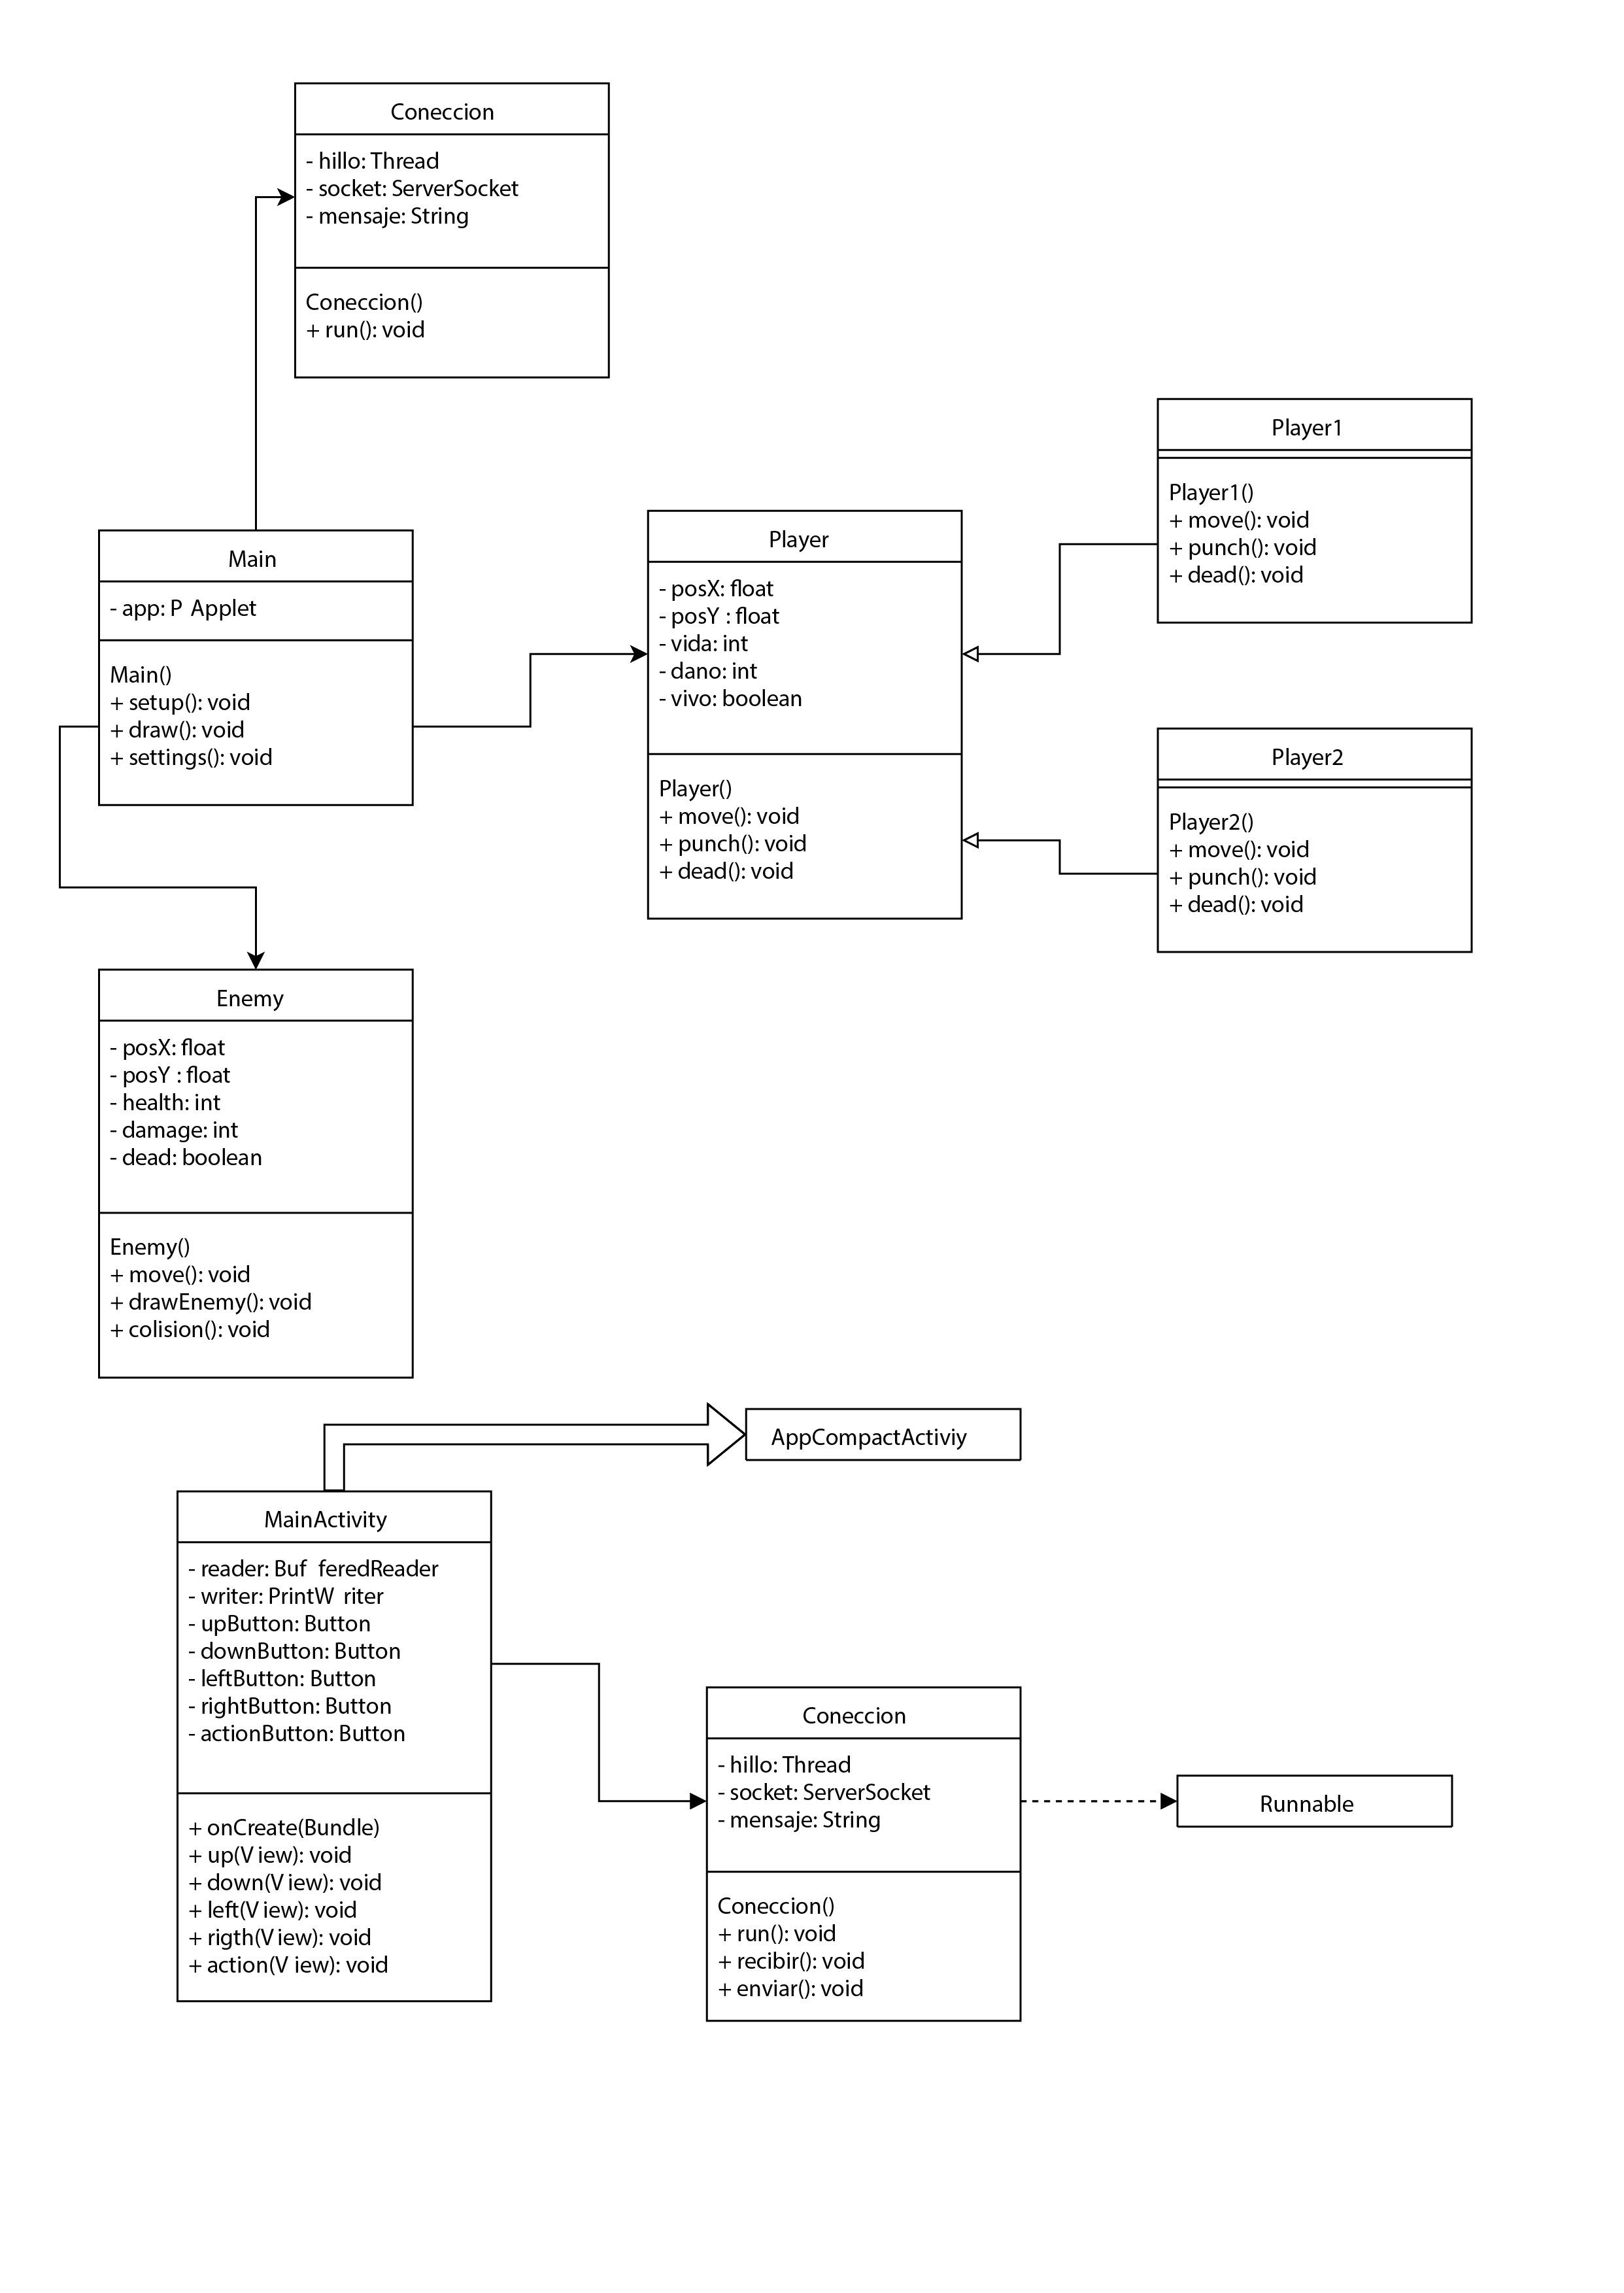 Coneccion
- hillo: Thread
- socket: ServerSocket
- mensaje: String
Coneccion()
+ run(): void
Main
- app: P Applet
Main()
+ setup(): void
+ draw(): void
+ settings(): void
Player
- posX: float
- posY : float
- vida: int
- dano: int
- vivo: boolean
Player()
+ move(): void
+ punch(): void
+ dead(): void
Player1
Player1()
+ move(): void
+ punch(): void
+ dead(): void
Player2
Player2()
+ move(): void
+ punch(): void
+ dead(): void
Enemy
- posX: float
- posY : float
- health: int
- damage: int
- dead: boolean
Enemy()
+ move(): void
+ drawEnemy(): void
+ colision(): void
AppCompactActiviy
MainActivity
- reader: Buf feredReader
- writer: PrintW riter
- upButton: Button
- downButton: Button
- leftButton: Button
- rightButton: Button
- actionButton: Button
+ onCreate(Bundle)
+ up(V iew): void
+ down(V iew): void
+ left(V iew): void
+ rigth(V iew): void
+ action(V iew): void
Coneccion
- hillo: Thread
- socket: ServerSocket
- mensaje: String
Coneccion()
+ run(): void
+ recibir(): void
+ enviar(): void
Runnable